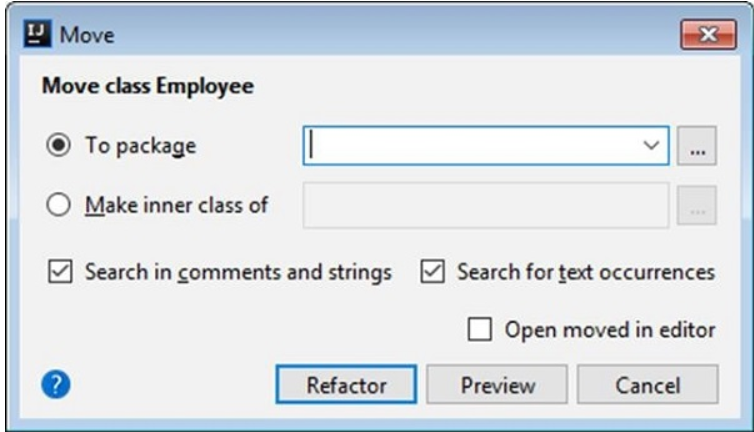 IJ Move
Move class Employee
To package ...
Make inner class of ...
Search in comments and strings Search for text occurrences
Open moved in editor
? Refactor Preview Cancel